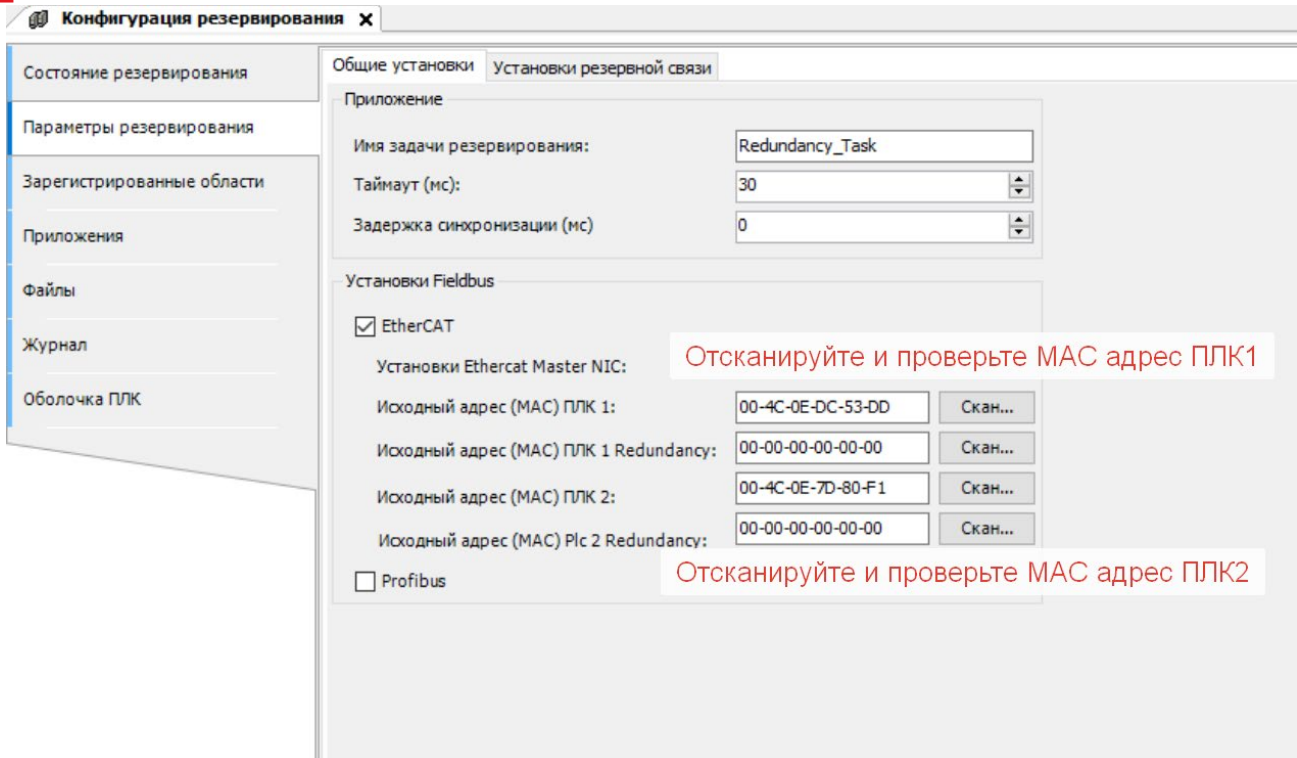 Конфигурация резервирования
Состояние резервирования
Параметры резервирования
Зарегистрированные области
Приложения
Файлы
Журнал
Оболочка ПЛК
Общие установки Установки резервной связи
Приложение
Имя задачи резервирования: Redundancy_Task
Таймаут (мс): 30
Задержка синхронизации (мс) 0
Установки Fieldbus
EtherCAT
Отсканируйте и проверьте MAC адрес ПЛК1
Установки Ethercat Master NIC:
Исходный адрес (MAC) ПЛК 1: 00-4C-0E-DC-53-DD Скан...
Исходный адрес (MAC) ПЛК 1 Redundancy: 00-00-00-00-00-00 Скан...
Исходный адрес (MAC) ПЛК 2: 00-4C-0E-7D-80-F1 Скан...
Исходный адрес (MAC) Plc 2 Redundancy: 00-00-00-00-00-00 Скан...
Отсканируйте и проверьте MAC адрес ПЛК2
Profibus